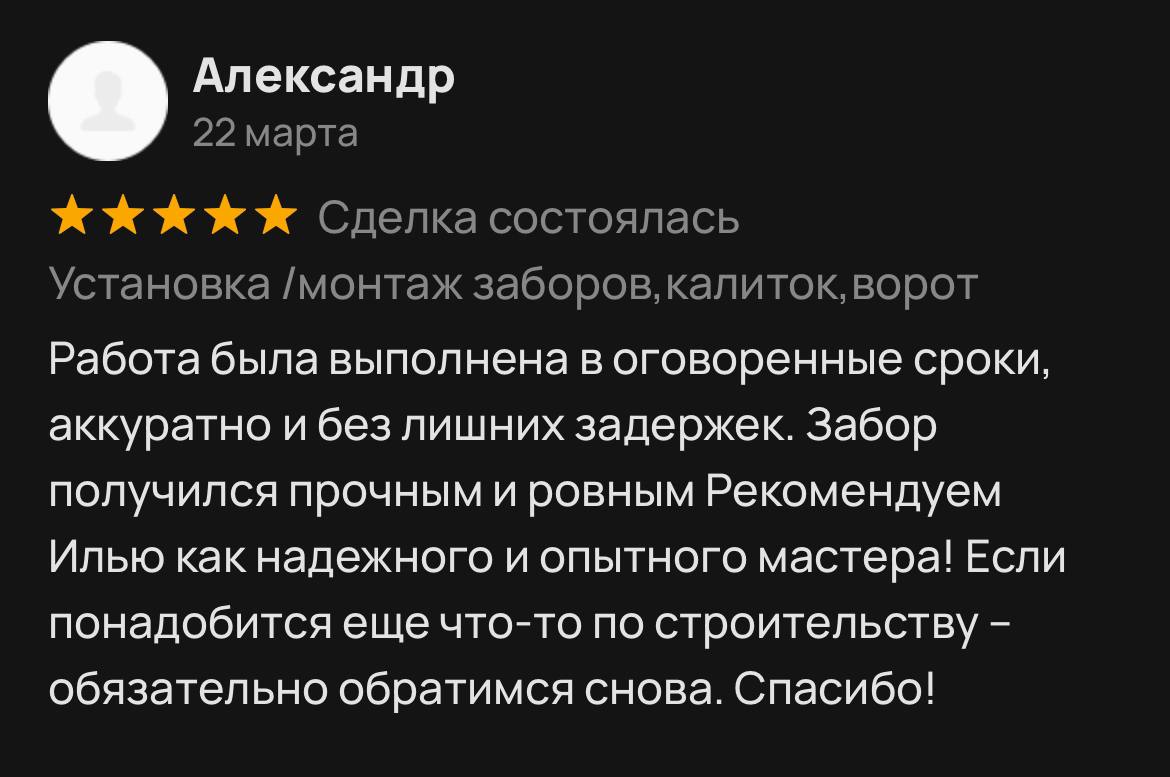 Александр
22 марта
Сделка состоялась
Установка /монтаж заборов,калиток,ворот
Работа была выполнена в оговоренные сроки,
аккуратно и без лишних задержек. Забор
получился прочным и ровным Рекомендуем
Илью как надежного и опытного мастера! Если
понадобится еще что-то по строительству –
обязательно обратимся снова. Спасибо!